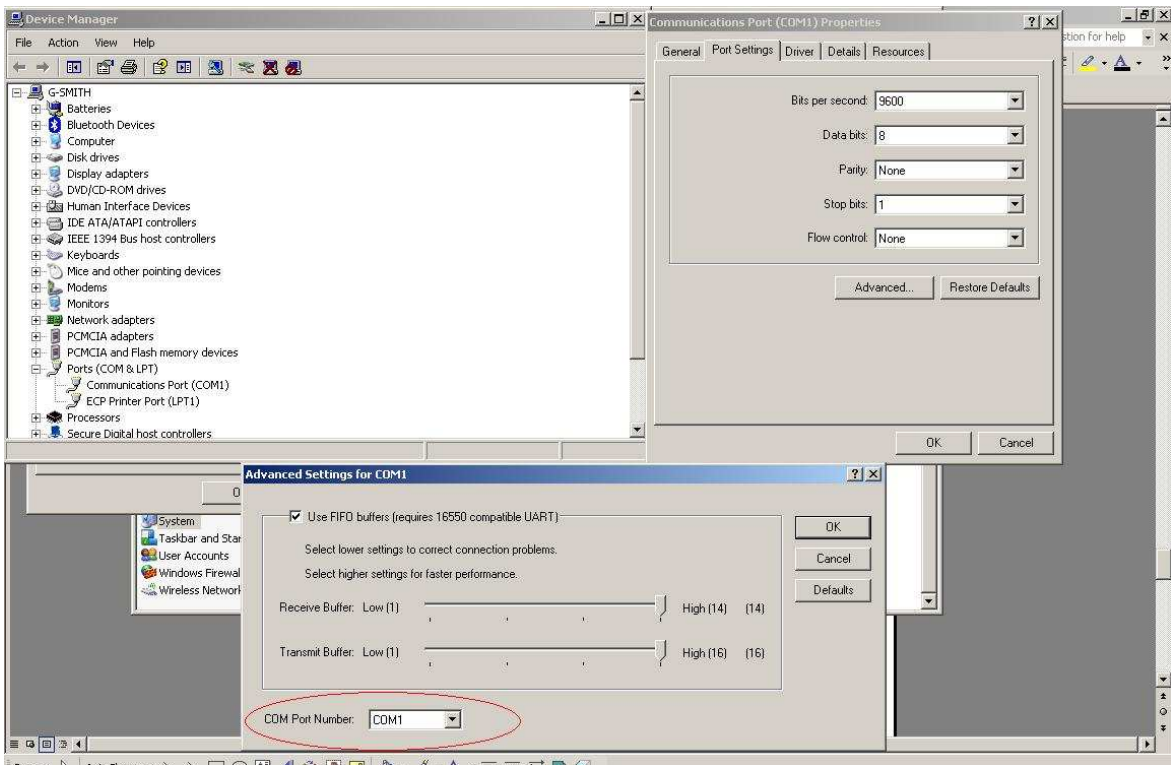 Device Manager
File Action View Help
G-SMITH
Batteries
Bluetooth Devices
Computer
Disk drives
Display adapters
DVD/CD-ROM drives
Human Interface Devices
IDE ATA/ATAPI controllers
IEEE 1394 Bus host controllers
Keyboards
Mice and other pointing devices
Modems
Monitors
Network adapters
PCMCIA adapters
PCMCIA and Flash memory devices
Ports (COM & LPT)
Communications Port (COM1)
ECP Printer Port (LPT1)
Processors
Secure Digital host controllers
Communications Port (COM1) Properties
General Port Settings Driver Details Resources
Bits per second: 9600
Data bits: 8
Parity: None
Stop bits: 1
Flow control: None
Advanced... Restore Defaults
OK Cancel
stion for help
System
Taskbar and Star
User Accounts
Windows Firewal
Wireless Network
Advanced Settings for COM1
Use FIFO buffers (requires 16550 compatible UART)
Select lower settings to correct connection problems.
Select higher settings for faster performance.
Receive Buffer: Low (1) High (14) (14)
Transmit Buffer: Low (1) High (16) (16)
COM Port Number: COM1
OK
Cancel
Defaults